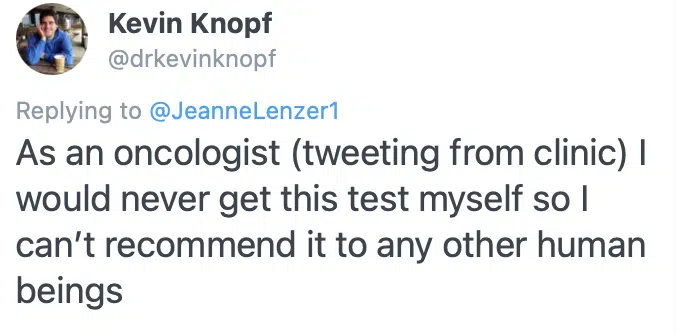 Kevin Knopf
@drkevinknopf
Replying to @JeanneLenzer1
As an oncologist (tweeting from clinic) I
would never get this test myself so I
can’t recommend it to any other human
beings